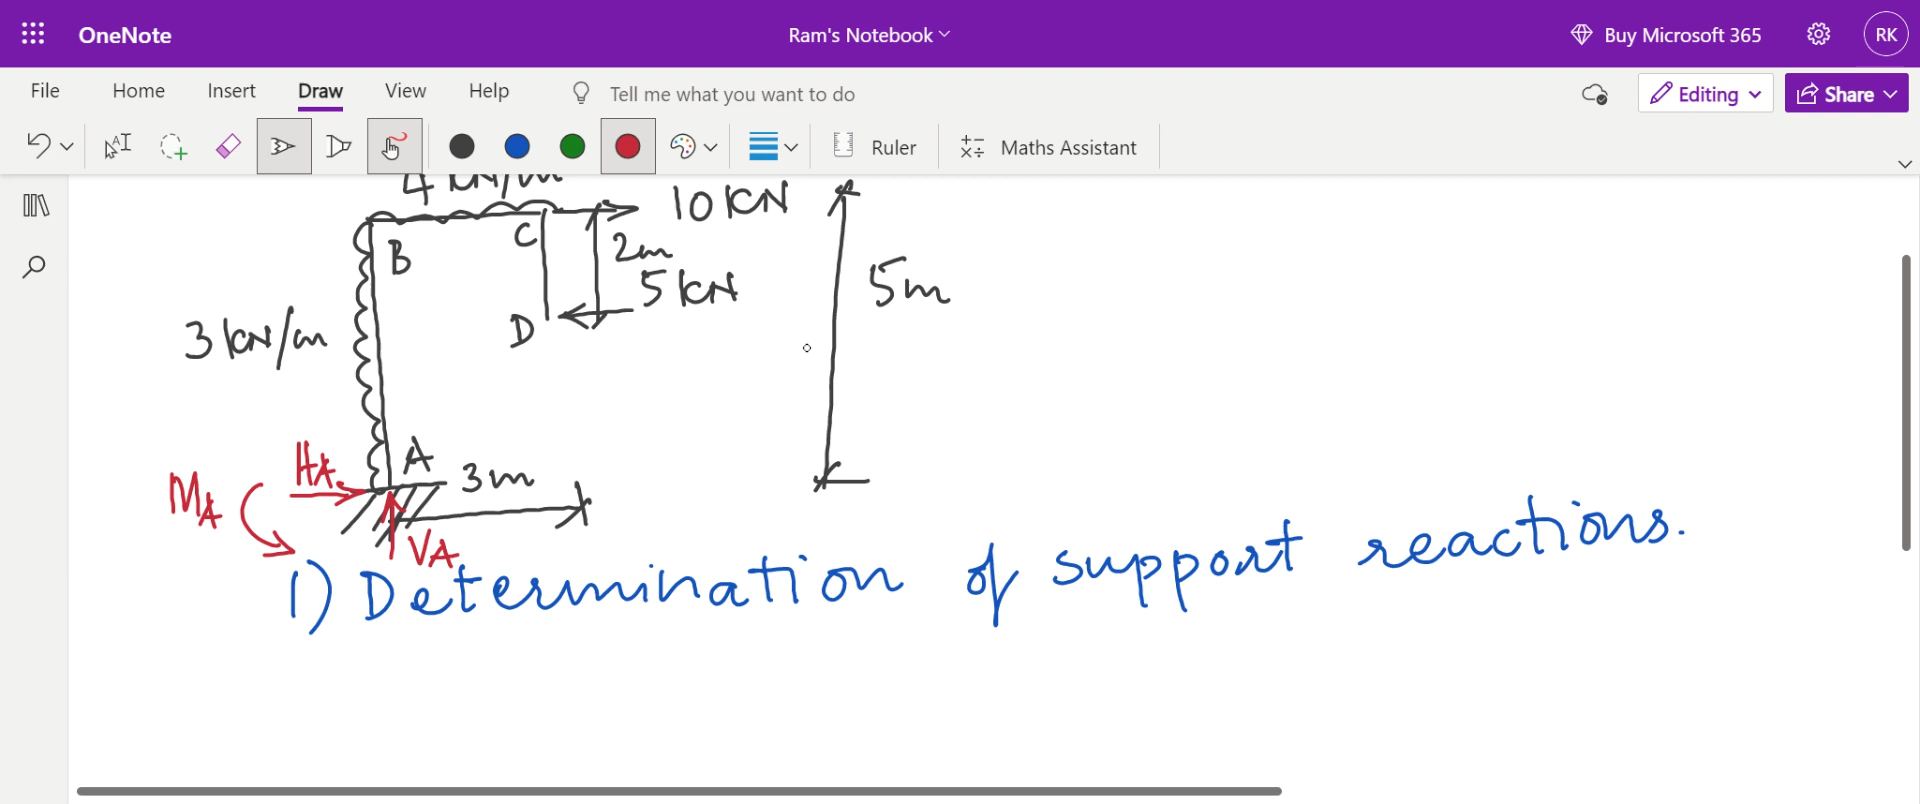 OneNote
Ram's Notebook
Buy Microsoft 365
RK
File
Home
Insert
Draw
View
Help
Tell me what you want to do
Editing
Share
Ruler
Maths Assistant
4 kN/m
10 KN
B
C
2m
5 kN
5m
3 kN/m
D
A
HA
3m
MA
VA
1) Determination of support reactions.